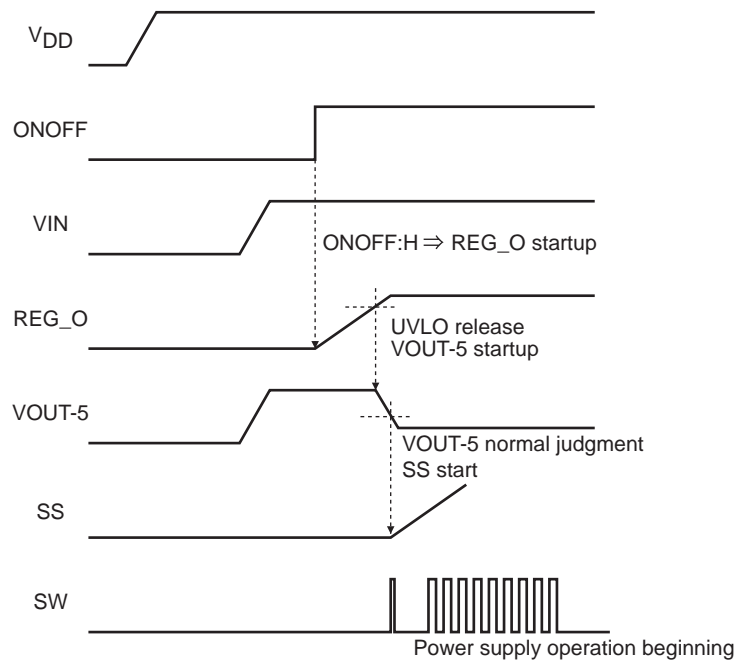 VDD
ONOFF
VIN
ONOFF:H ⇒ REG_O startup
REG_O
UVLO release
VOUT-5 startup
VOUT-5
VOUT-5 normal judgment
SS start
SS
SW
Power supply operation beginning